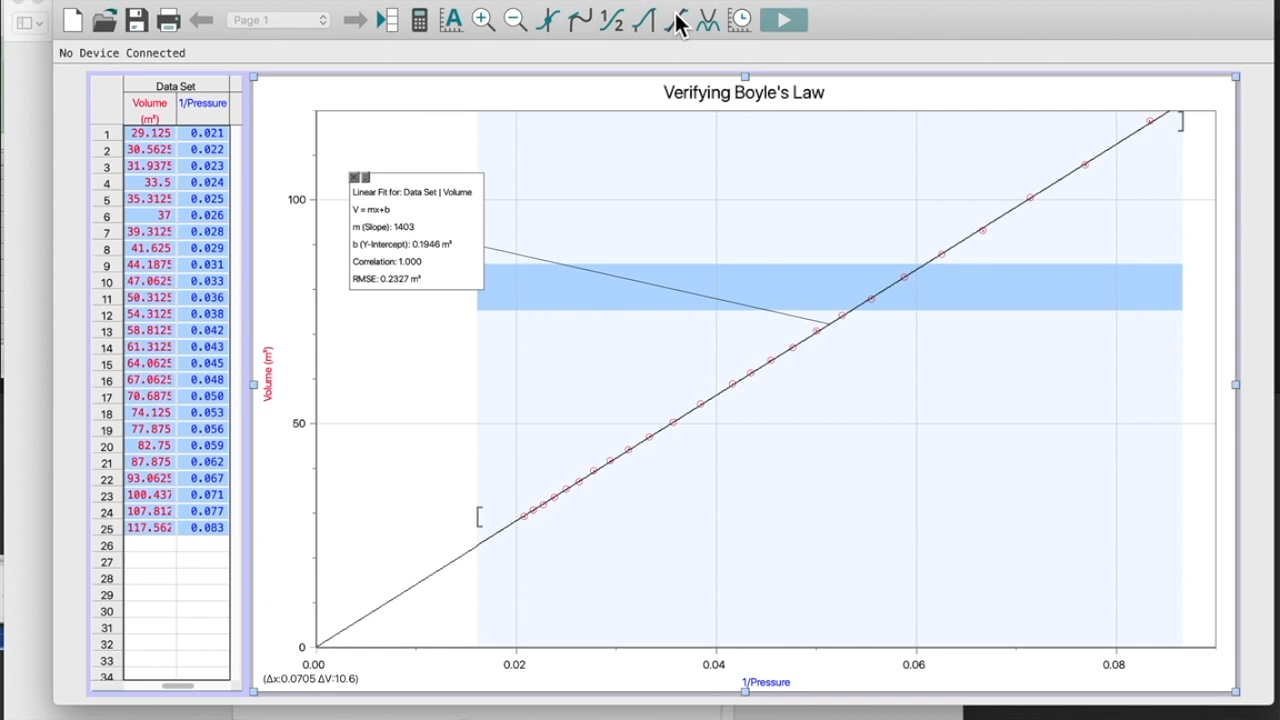 Page 1
No Device Connected
Data Set
Volume 1/Pressure
(m³)
1 29.125 0.021
2 30.5625 0.022
3 31.9375 0.023
4 33.5 0.024
5 35.3125 0.025
6 37 0.026
7 39.3125 0.028
8 41.625 0.029
9 44.1875 0.031
10 47.0625 0.033
11 50.3125 0.036
12 54.3125 0.038
13 58.8125 0.042
14 61.3125 0.043
15 64.0625 0.045
16 67.0625 0.048
17 70.6875 0.050
18 74.125 0.053
19 77.875 0.056
20 82.75 0.059
21 87.875 0.062
22 93.0625 0.067
23 100.437 0.071
24 107.812 0.077
25 117.562 0.083
26
27
28
29
30
31
32
33
34
Verifying Boyle's Law
Linear Fit for: Data Set | Volume
V = mx+b
m (Slope): 1403
b (Y-Intercept): 0.1946 m³
Correlation: 1.000
RMSE: 0.2327 m³
100
50
0
Volume (m³)
0.00 0.02 0.04 0.06 0.08
(Δx:0.0705 ΔV:10.6)
1/Pressure